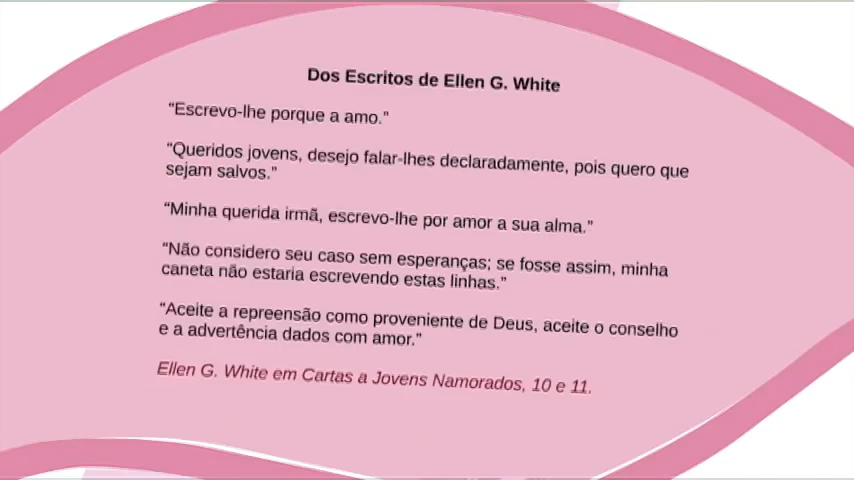 Dos Escritos de Ellen G. White
“Escrevo-lhe porque a amo.”
“Queridos jovens, desejo falar-lhes declaradamente, pois quero que
sejam salvos.”
“Minha querida irmã, escrevo-lhe por amor a sua alma.”
“Não considero seu caso sem esperanças; se fosse assim, minha
caneta não estaria escrevendo estas linhas.”
“Aceite a repreensão como proveniente de Deus, aceite o conselho
e a advertência dados com amor.”
Ellen G. White em Cartas a Jovens Namorados, 10 e 11.